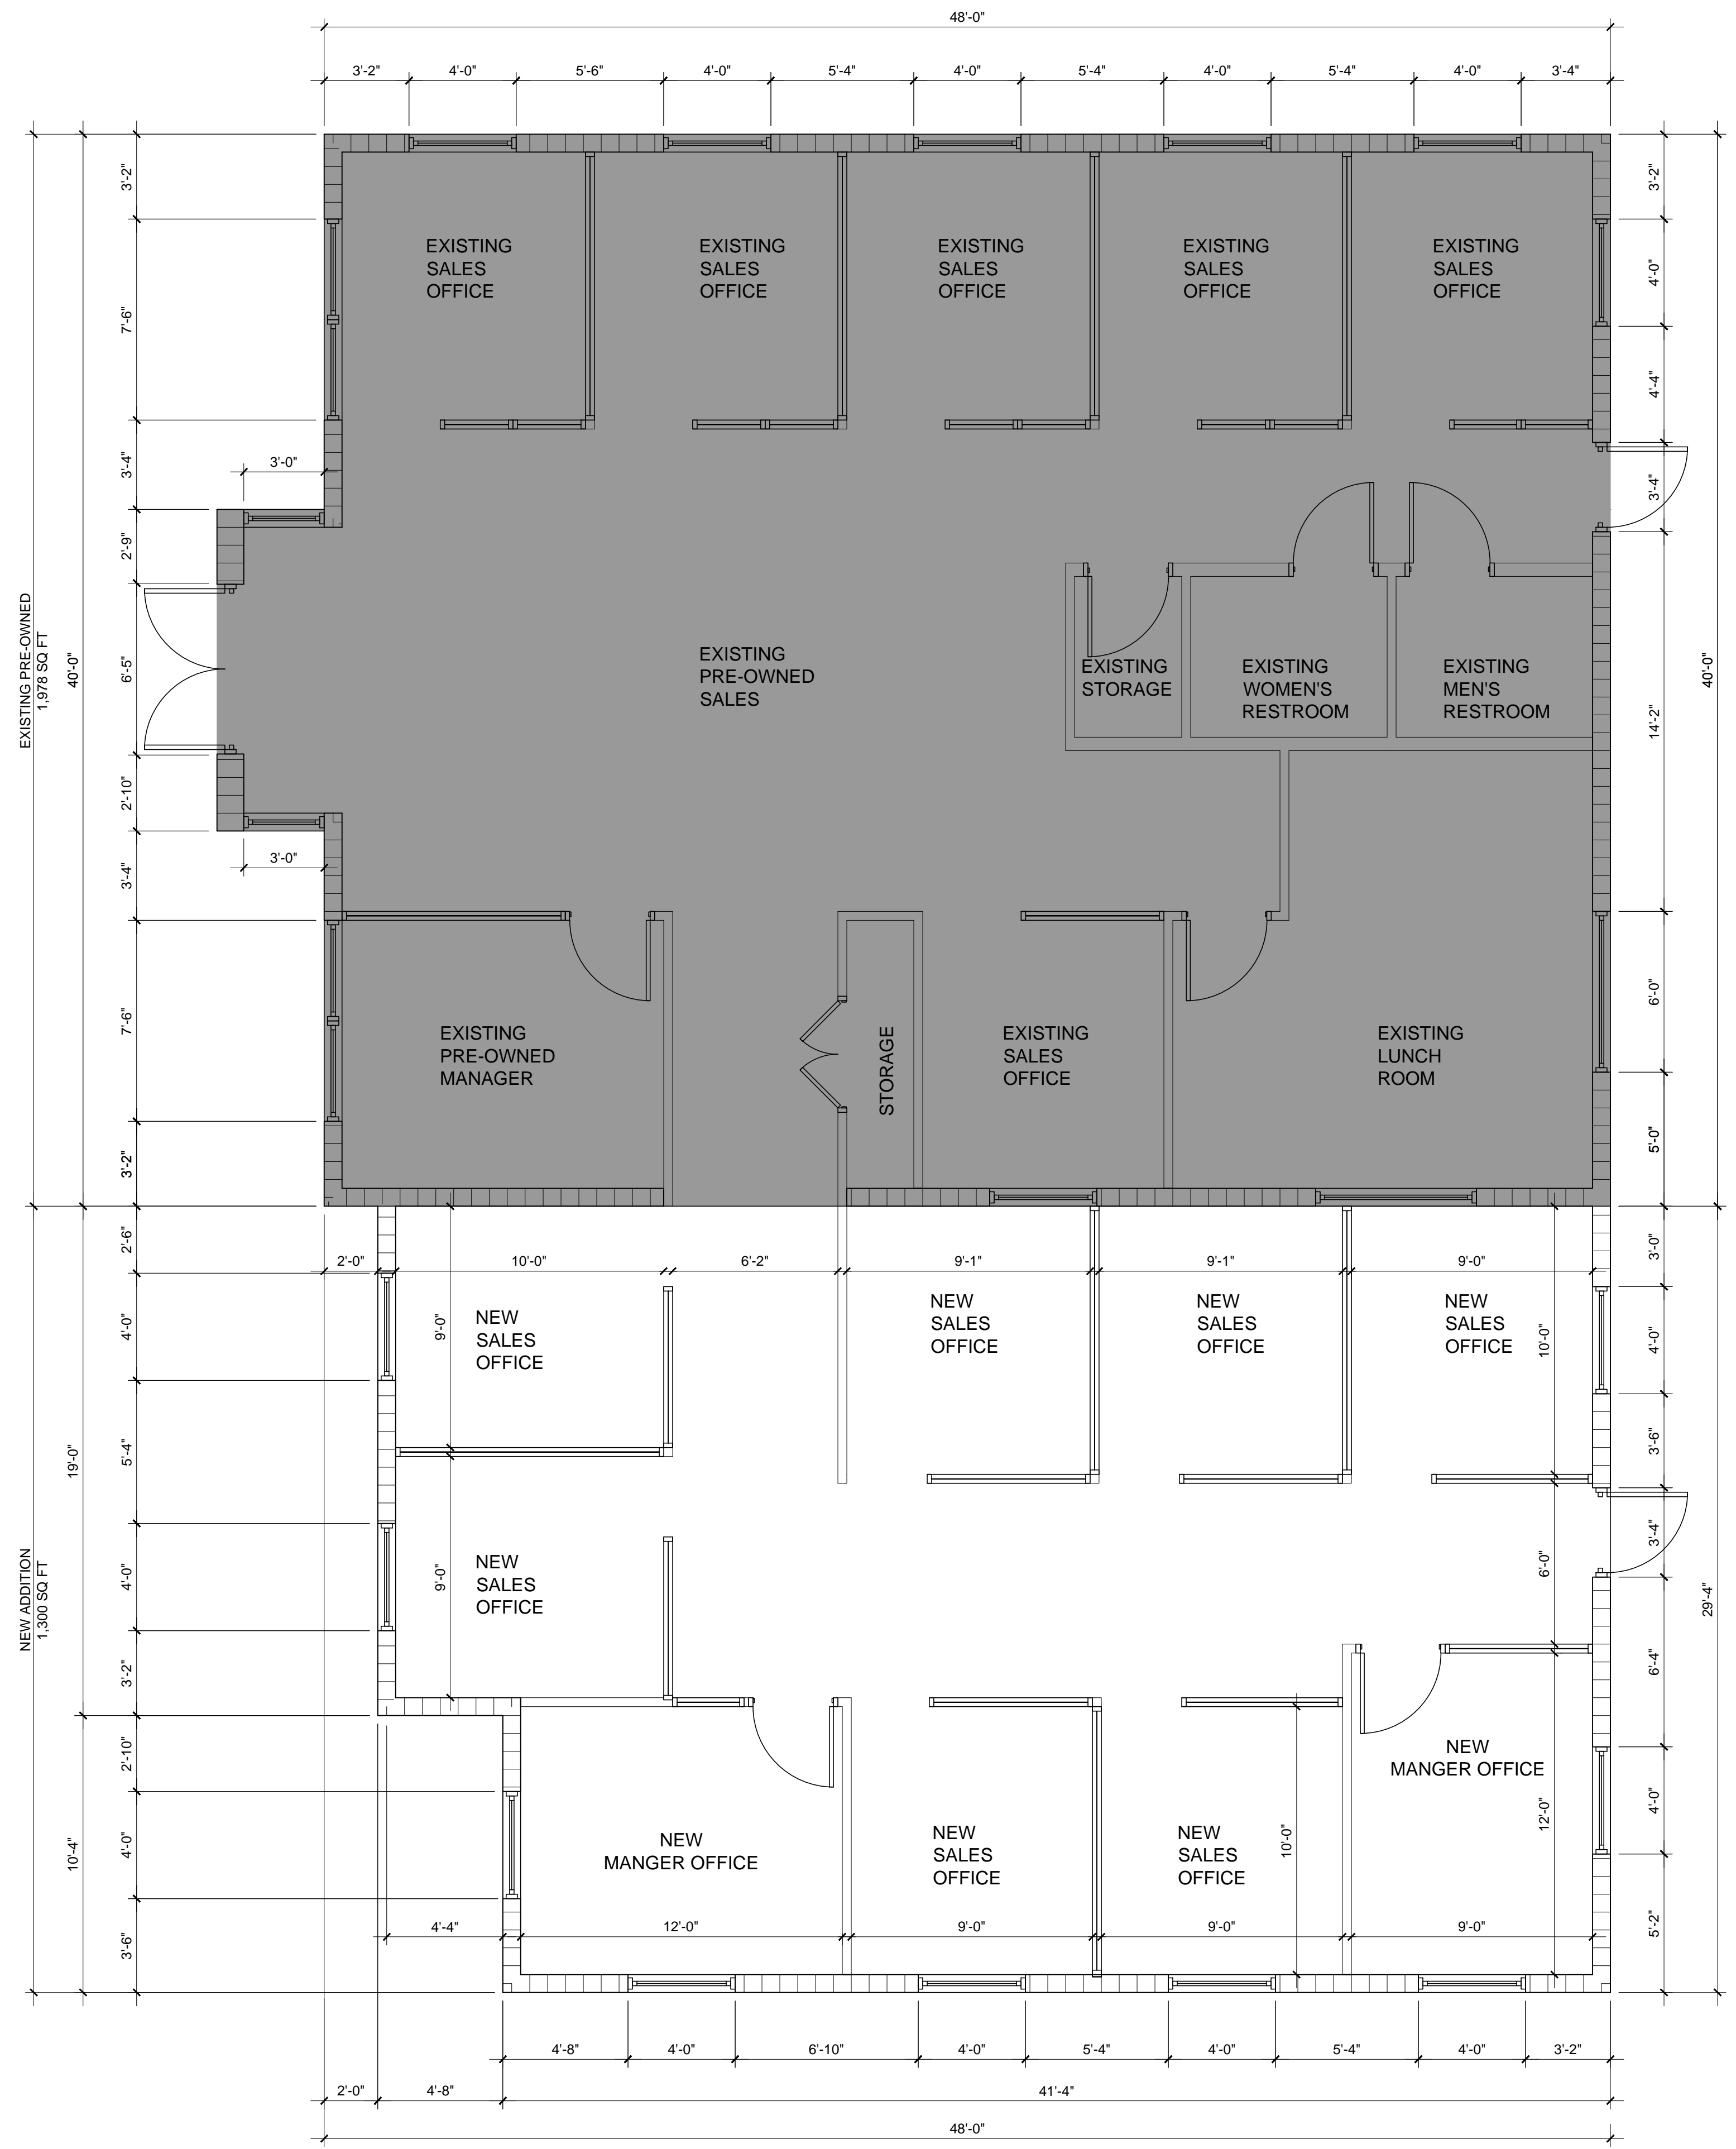 48'-0"
3'-2"
4'-0"
5'-6"
4'-0"
5'-4"
4'-0"
5'-4"
4'-0"
5'-4"
4'-0"
3'-4"
EXISTING
SALES
OFFICE
EXISTING
SALES
OFFICE
EXISTING
SALES
OFFICE
EXISTING
SALES
OFFICE
EXISTING
SALES
OFFICE
3'-2"
7'-6"
3'-4"
2'-9"
6'-5"
2'-10"
3'-4"
7'-6"
3'-2"
3'-0"
3'-0"
40'-0"
EXISTING PRE-OWNED
1,978 SQ FT
EXISTING
PRE-OWNED
SALES
EXISTING
STORAGE
EXISTING
WOMEN'S
RESTROOM
EXISTING
MEN'S
RESTROOM
3'-2"
4'-0"
4'-4"
3'-4"
14'-2"
6'-0"
5'-0"
40'-0"
EXISTING
PRE-OWNED
MANAGER
STORAGE
EXISTING
SALES
OFFICE
EXISTING
LUNCH
ROOM
2'-0"
10'-0"
6'-2"
9'-1"
9'-1"
9'-0"
NEW
SALES
OFFICE
NEW
SALES
OFFICE
NEW
SALES
OFFICE
NEW
SALES
OFFICE
9'-0"
10'-0"
2'-6"
4'-0"
5'-4"
4'-0"
3'-2"
2'-10"
4'-0"
3'-6"
19'-0"
10'-4"
NEW ADDITION
1,300 SQ FT
NEW
SALES
OFFICE
9'-0"
6'-0"
3'-0"
4'-0"
3'-6"
3'-4"
6'-4"
4'-0"
5'-2"
29'-4"
NEW
MANGER OFFICE
NEW
MANGER OFFICE
NEW
SALES
OFFICE
NEW
SALES
OFFICE
10'-0"
12'-0"
4'-4"
12'-0"
9'-0"
9'-0"
9'-0"
4'-8"
4'-0"
6'-10"
4'-0"
5'-4"
4'-0"
5'-4"
4'-0"
3'-2"
2'-0"
4'-8"
41'-4"
48'-0"